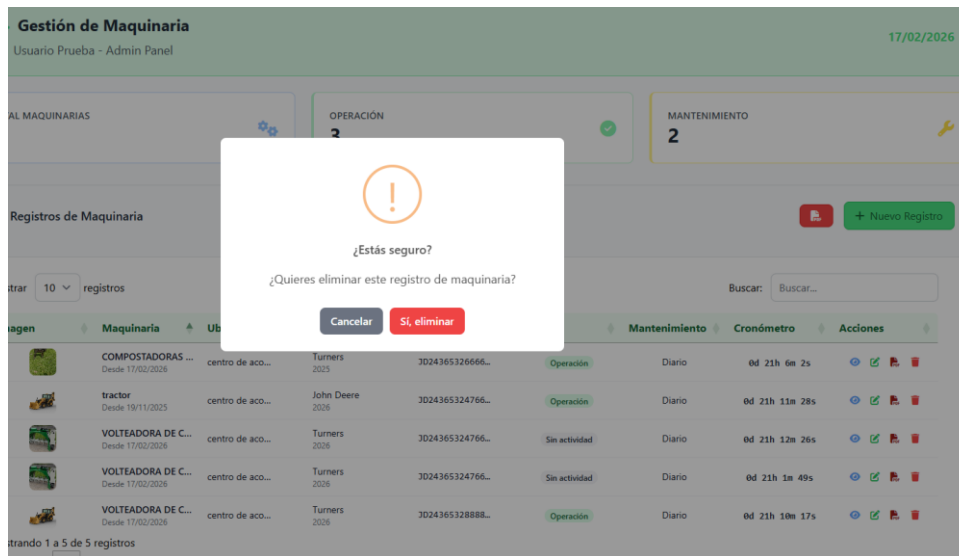 Gestión de Maquinaria
Usuario Prueba - Admin Panel
17/02/2026
AL MAQUINARIAS
OPERACIÓN
3
MANTENIMIENTO
2
Registros de Maquinaria
+ Nuevo Registro
¿Estás seguro?
¿Quieres eliminar este registro de maquinaria?
Cancelar
Sí, eliminar
strar 10 registros
Buscar: Buscar...
agen Maquinaria Ub Mantenimiento Cronómetro Acciones
COMPOSTADORAS ... centro de aco... Turners JD24365326666… Operación Diario 0d 21h 6m 2s
Desde 17/02/2026 2025
tractor centro de aco... John Deere JD24365324766… Operación Diario 0d 21h 11m 28s
Desde 19/11/2025 2026
VOLTEADORA DE C... centro de aco... Turners JD24365324766… Sin actividad Diario 0d 21h 12m 26s
Desde 17/02/2026 2026
VOLTEADORA DE C... centro de aco... Turners JD24365324766… Sin actividad Diario 0d 21h 1m 49s
Desde 17/02/2026 2026
VOLTEADORA DE C... centro de aco... Turners JD24365328888… Operación Diario 0d 21h 10m 17s
Desde 17/02/2026 2026
strando 1 a 5 de 5 registros